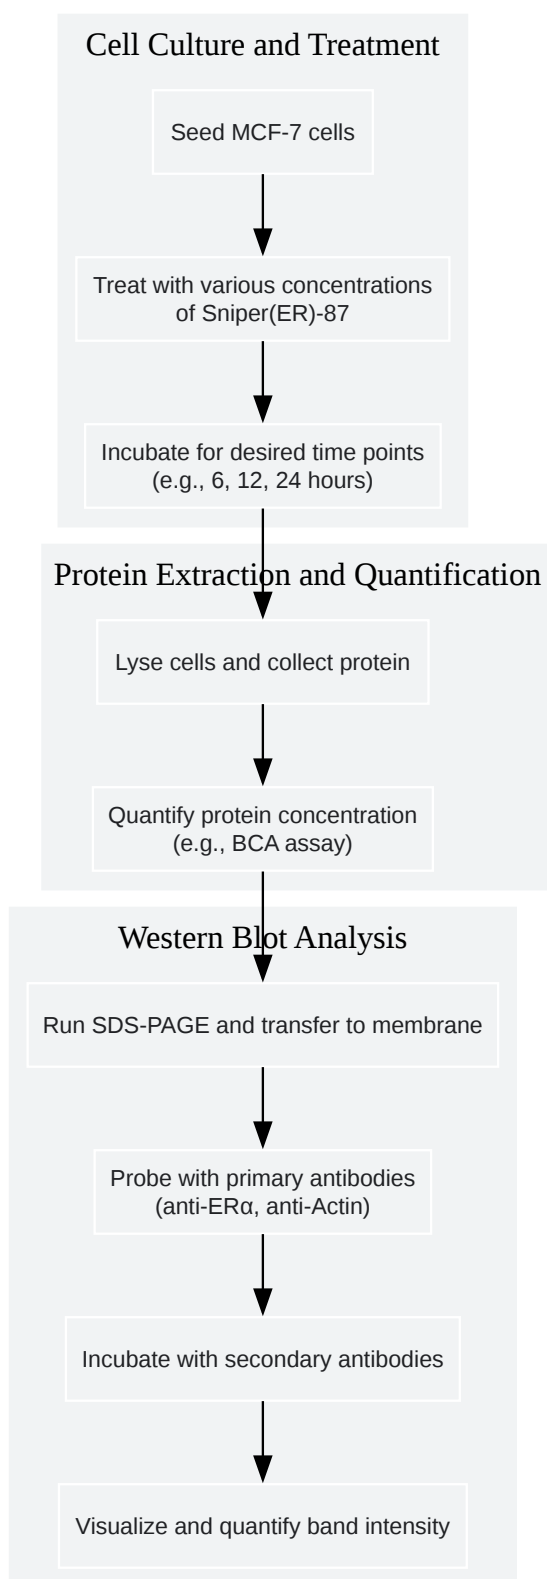 Cell Culture and Treatment
Seed MCF-7 cells
Treat with various concentrations
of Sniper(ER)-87
Incubate for desired time points
(e.g., 6, 12, 24 hours)
Protein Extraction and Quantification
Lyse cells and collect protein
Quantify protein concentration
(e.g., BCA assay)
Western Blot Analysis
Run SDS-PAGE and transfer to membrane
Probe with primary antibodies
(anti-ERα, anti-Actin)
Incubate with secondary antibodies
Visualize and quantify band intensity